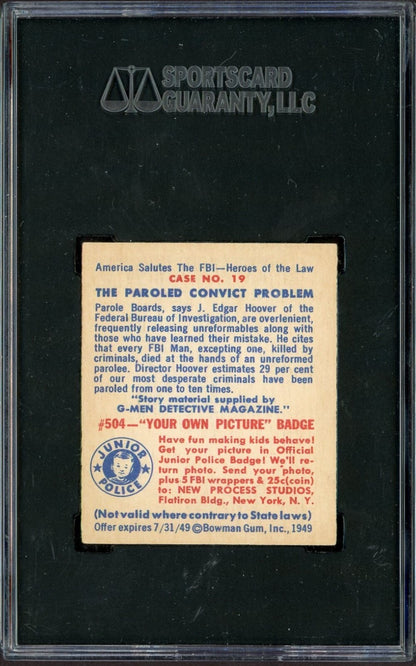 SPORTSCARD
GUARANTY, LLC
America Salutes The FBI—Heroes of the Law
CASE NO. 19
THE PAROLED CONVICT PROBLEM
Parole Boards, says J. Edgar Hoover of the
Federal Bureau of Investigation, are overlenient,
frequently releasing unreformables along with
those who have learned their mistake. He cites
that every FBI Man, excepting one, killed by
criminals, died at the hands of an unreformed
parolee. Director Hoover estimates 29 per cent
of our most desperate criminals have been
paroled from one to ten times.
"Story material supplied by
G-MEN DETECTIVE MAGAZINE."
#504—"YOUR OWN PICTURE" BADGE
JUNIOR
POLICE
Have fun making kids behave!
Get your picture in Official
Junior Police Badge! We'll re-
turn photo. Send your photo,
plus 5 FBI wrappers & 25c(coin)
to: NEW PROCESS STUDIOS,
Flatiron Bldg., New York, N. Y.
(Not valid where contrary to State laws)
Offer expires 7/31/49 ©Bowman Gum, Inc., 1949